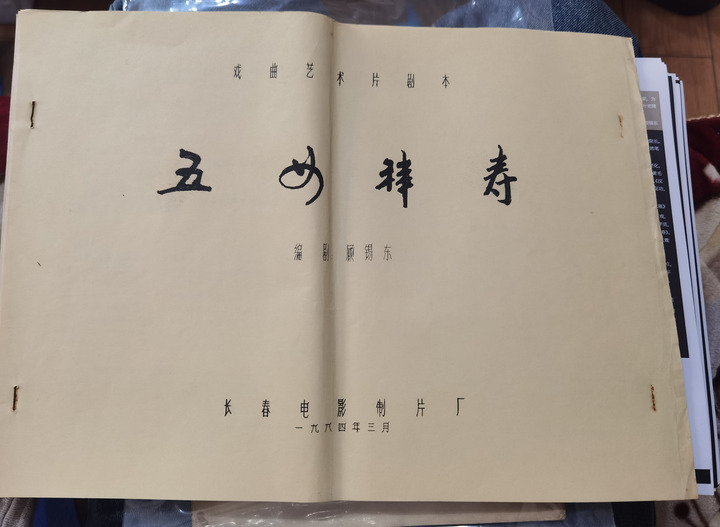 戏曲艺术片剧本
五女拜寿
编剧 顾锡东
长春电影制片厂
一九八四年三月